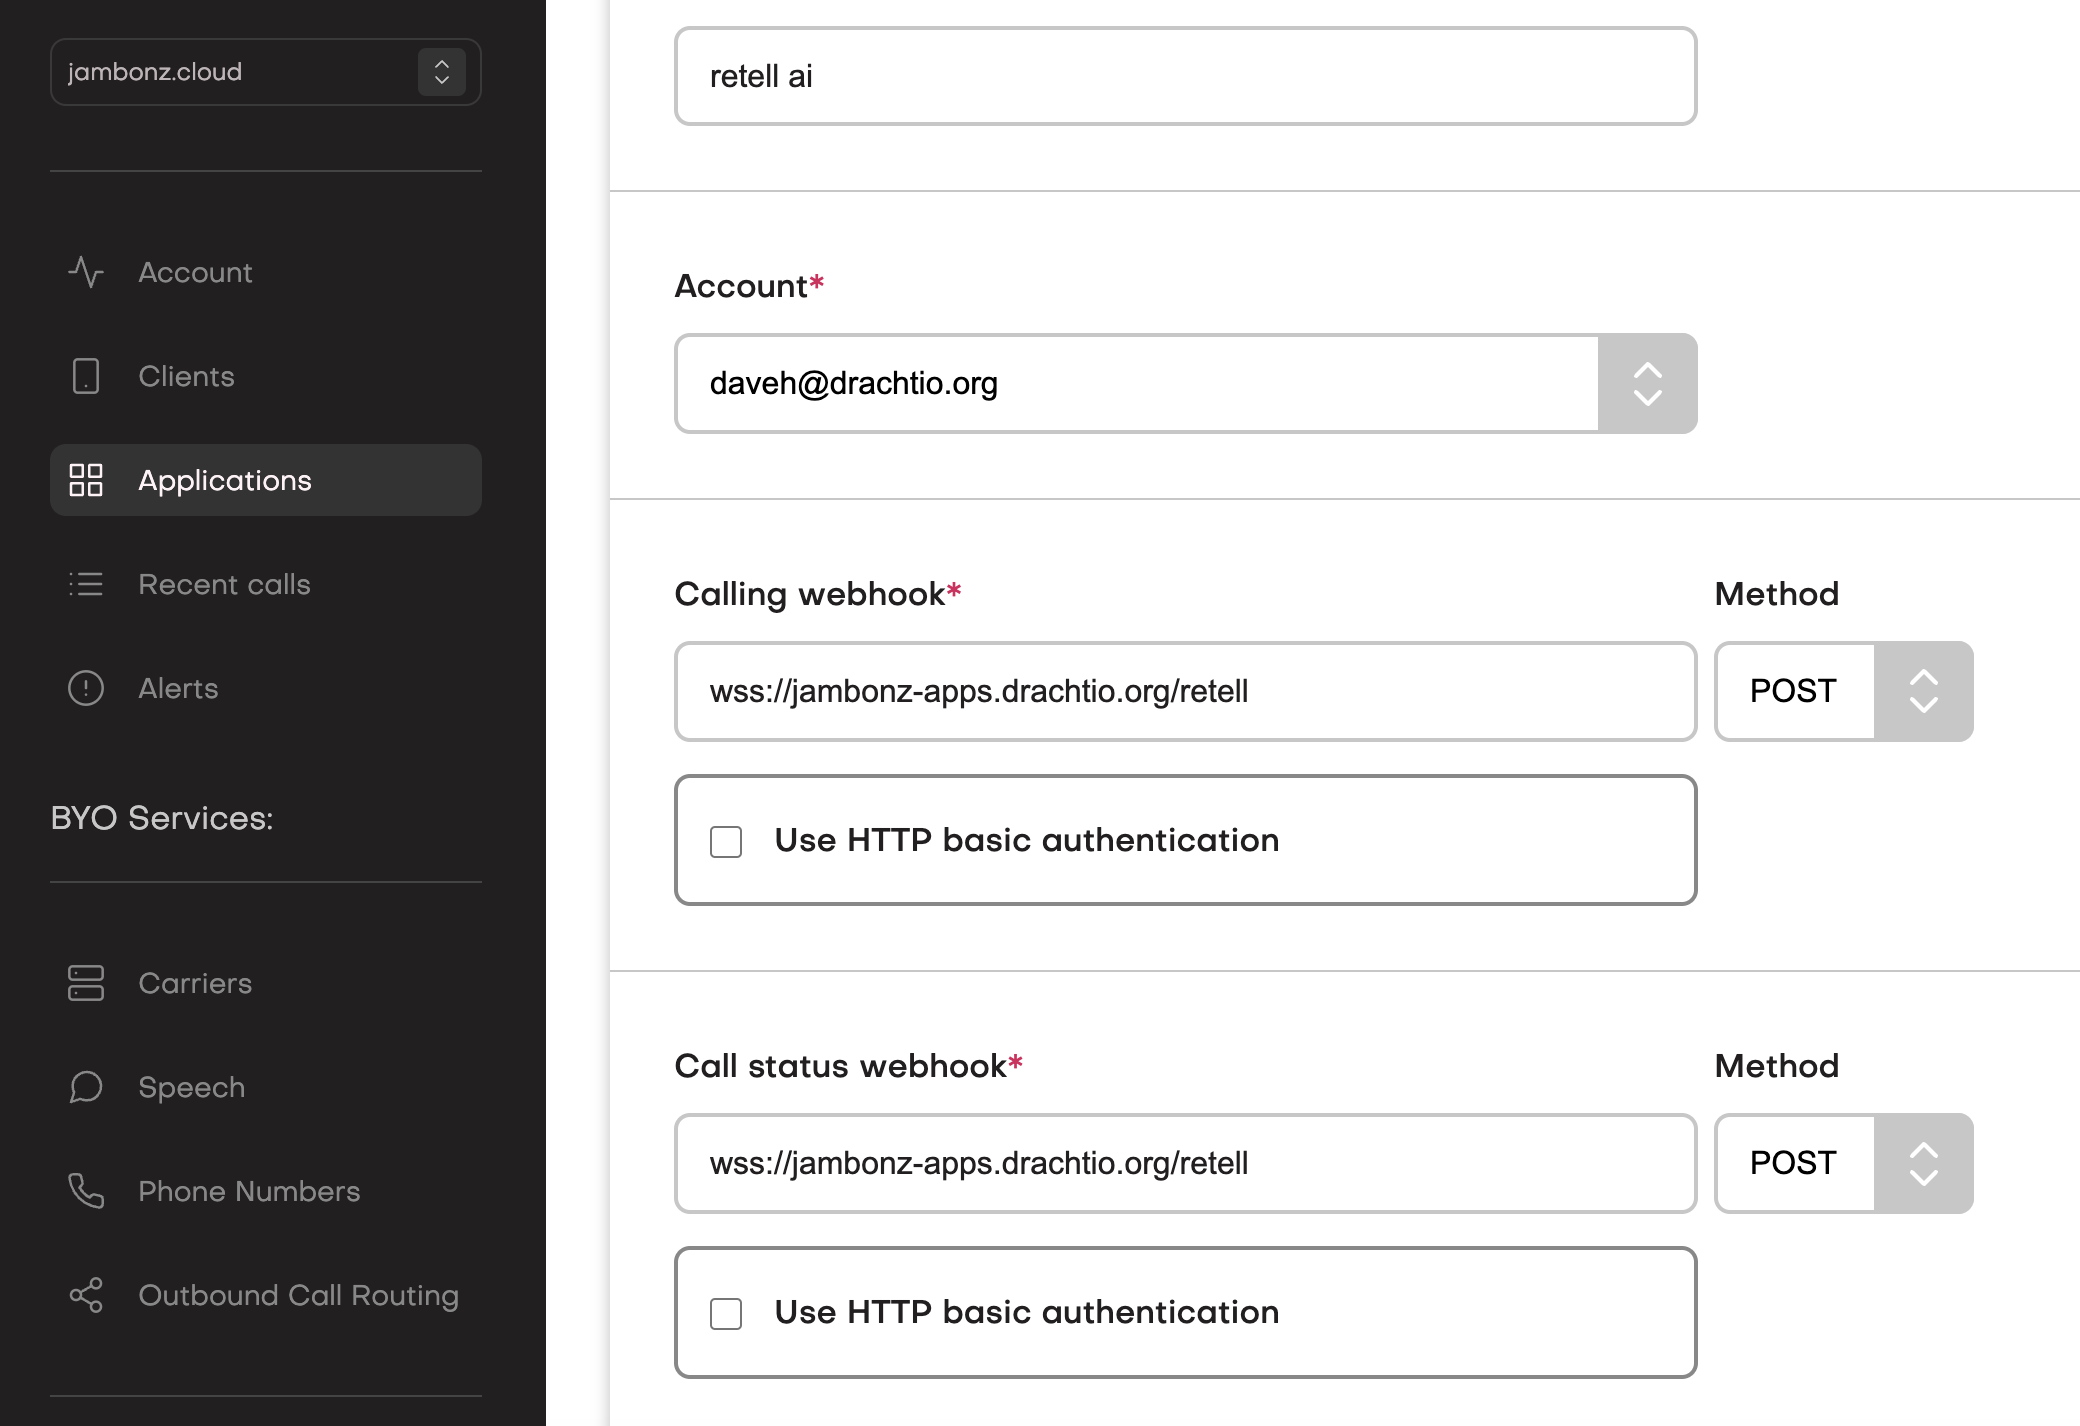 jambonz.cloud
Account
Clients
Applications
Recent calls
Alerts
BYO Services:
Carriers
Speech
Phone Numbers
Outbound Call Routing
retell ai
Account*
daveh@drachtio.org
Calling webhook*
Method
wss://jambonz-apps.drachtio.org/retell
POST
Use HTTP basic authentication
Call status webhook*
Method
wss://jambonz-apps.drachtio.org/retell
POST
Use HTTP basic authentication